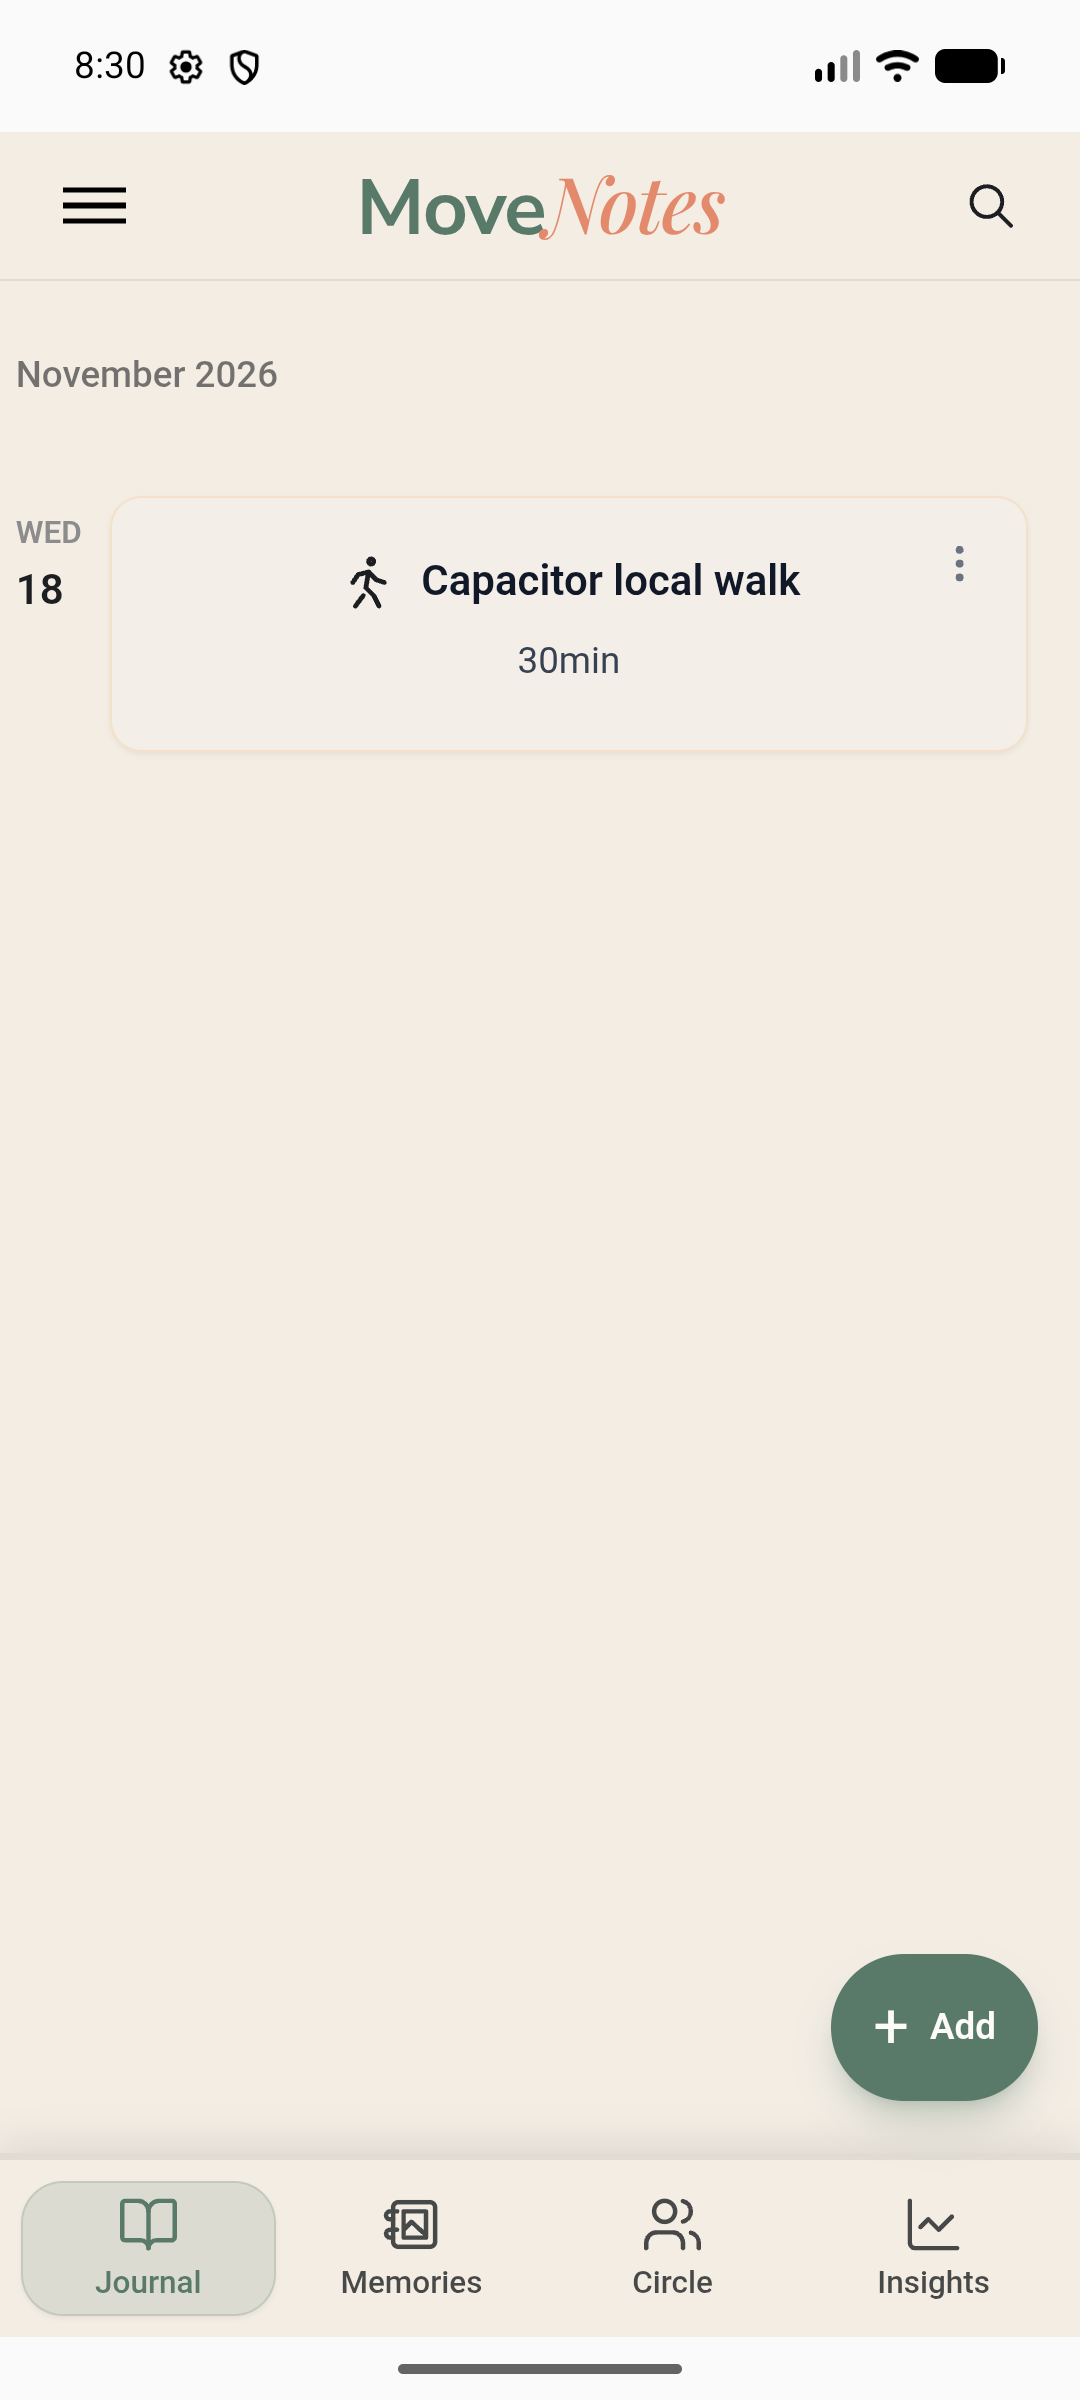 8:30
MoveNotes
November 2026
WED
18
Capacitor local walk
30min
+ Add
Journal
Memories
Circle
Insights